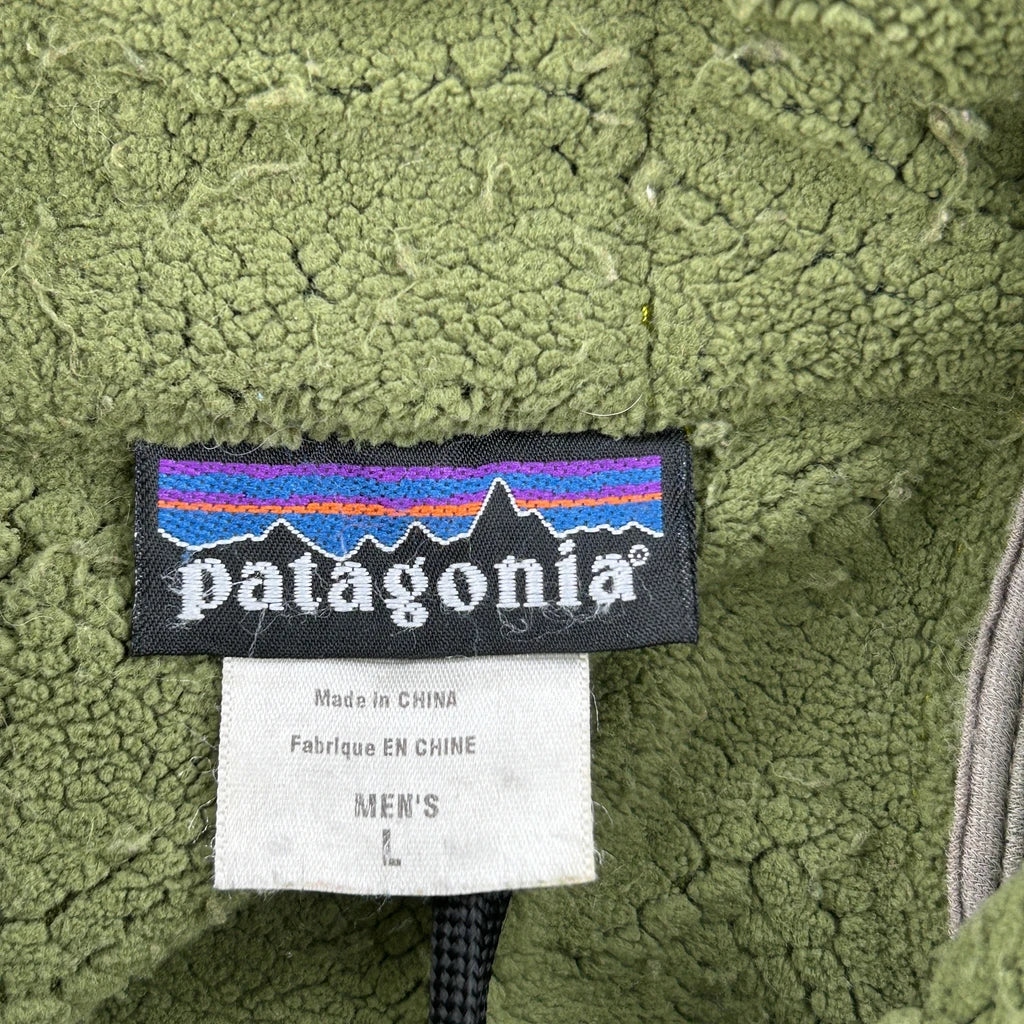 patagonia®
Made in CHINA
Fabrique EN CHINE
MEN'S
L